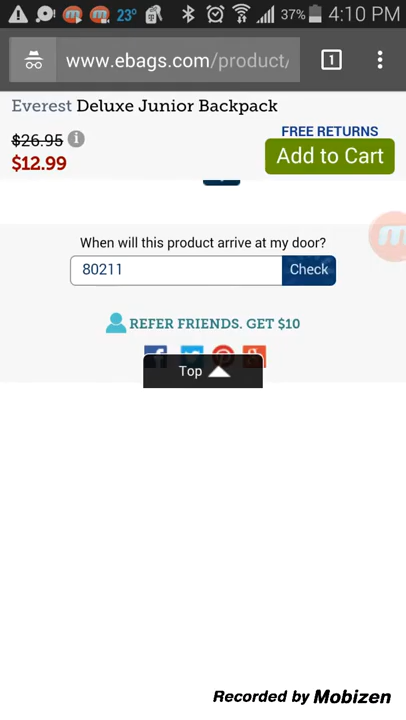 23° 37% 4:10 PM
www.ebags.com/product/ 1
Everest Deluxe Junior Backpack
$26.95 i
FREE RETURNS
$12.99
Add to Cart
When will this product arrive at my door?
80211 Check
REFER FRIENDS. GET $10
Top
Recorded by Mobizen